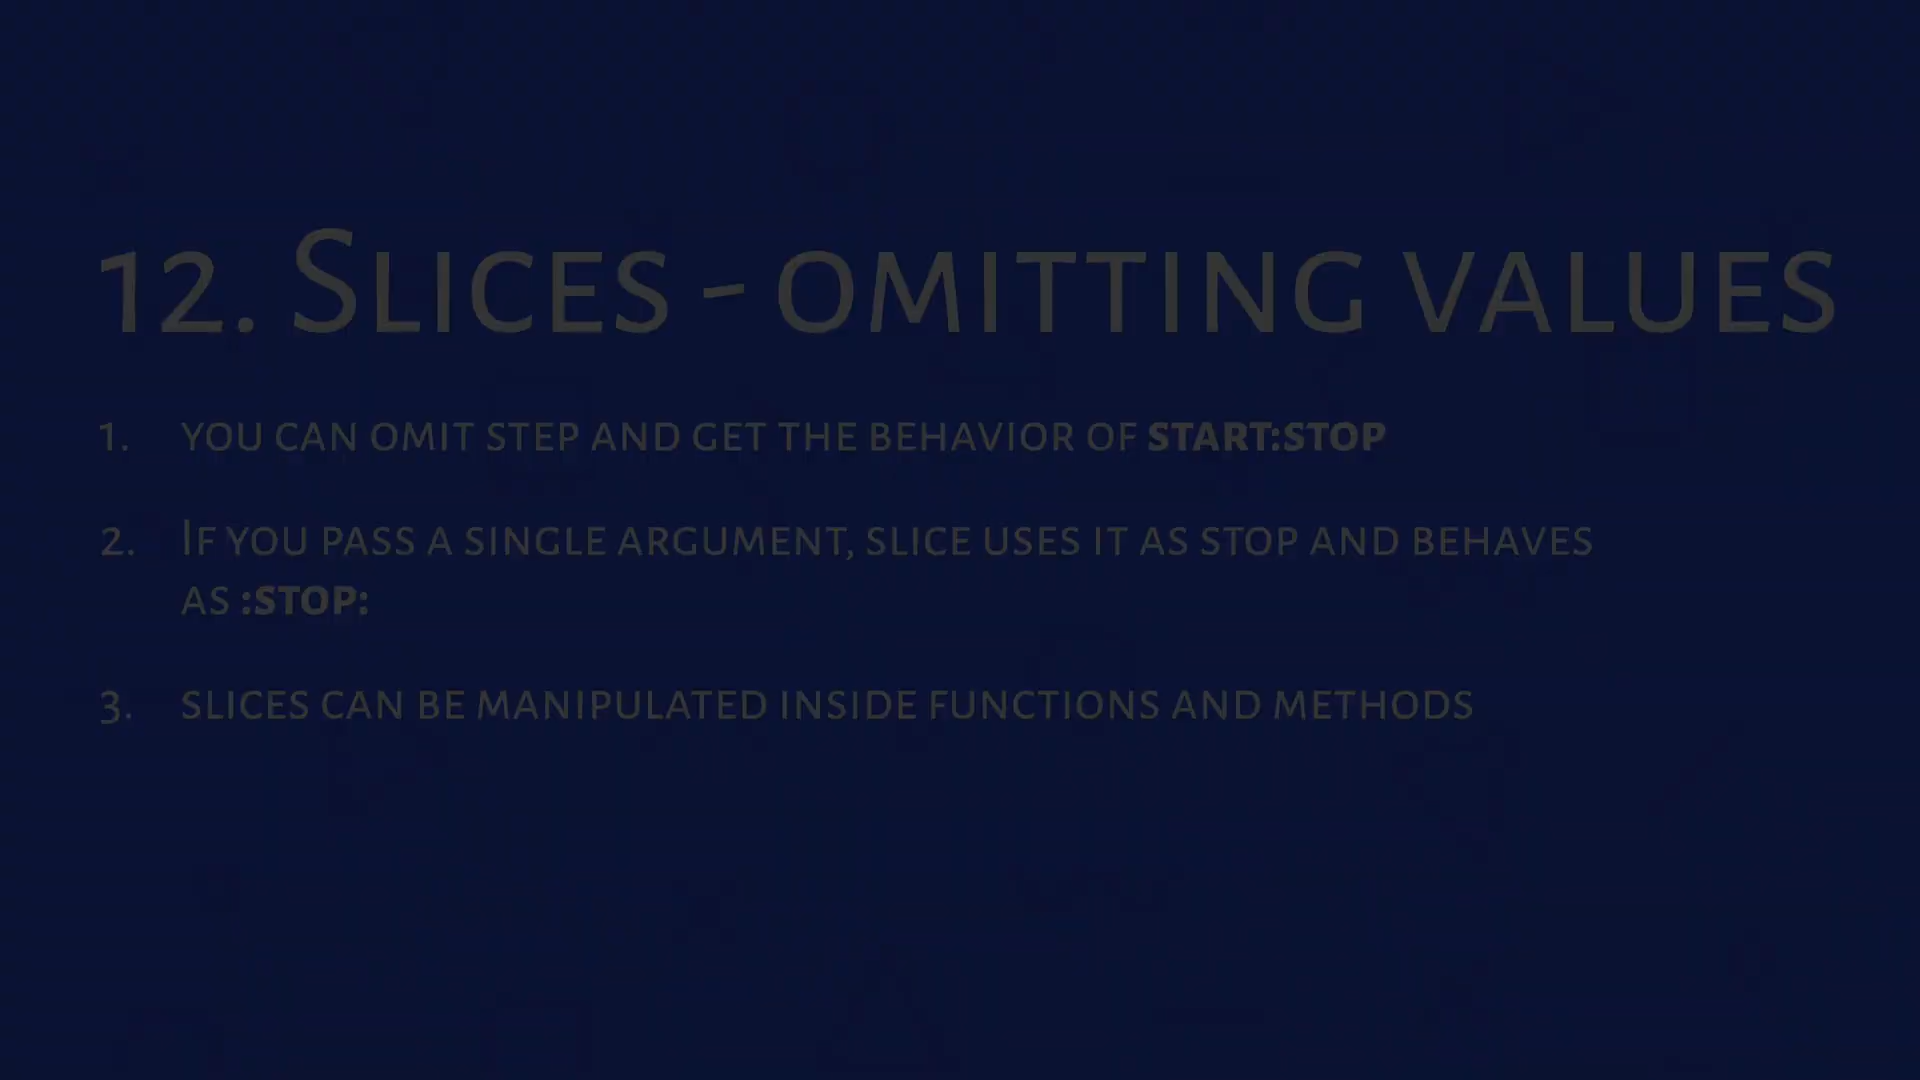 12. Slices - omitting values
1. you can omit step and get the behavior of start:stop
2. If you pass a single argument, slice uses it as stop and behaves
as :stop:
3. slices can be manipulated inside functions and methods